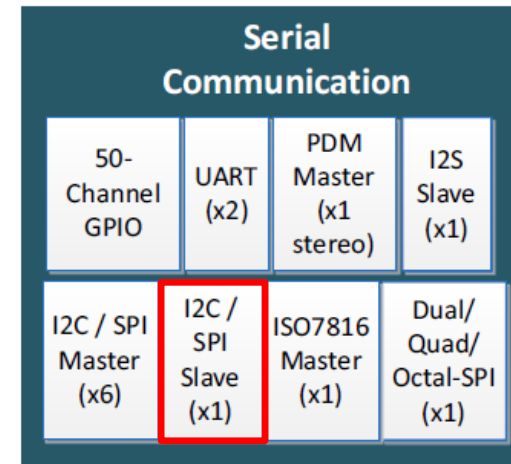 Serial
Communication
50-
Channel
GPIO
UART
(x2)
PDM
Master
(x1
stereo)
I2S
Slave
(x1)
I2C / SPI
Master
(x6)
I2C /
SPI
Slave
(x1)
ISO7816
Master
(x1)
Dual/
Quad/
Octal-SPI
(x1)